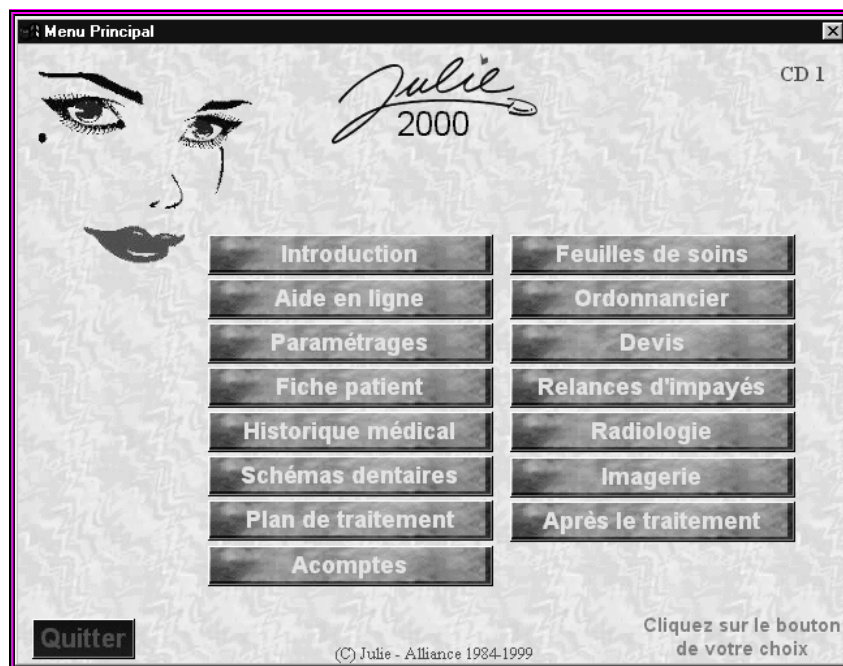 Menu Principal
Julie
2000
CD 1
Introduction
Aide en ligne
Paramétrages
Fiche patient
Historique médical
Schémas dentaires
Plan de traitement
Acomptes
Feuilles de soins
Ordonnancier
Devis
Relances d'impayés
Radiologie
Imagerie
Après le traitement
Quitter
(C) Julie - Alliance 1984-1999
Cliquez sur le bouton
de votre choix